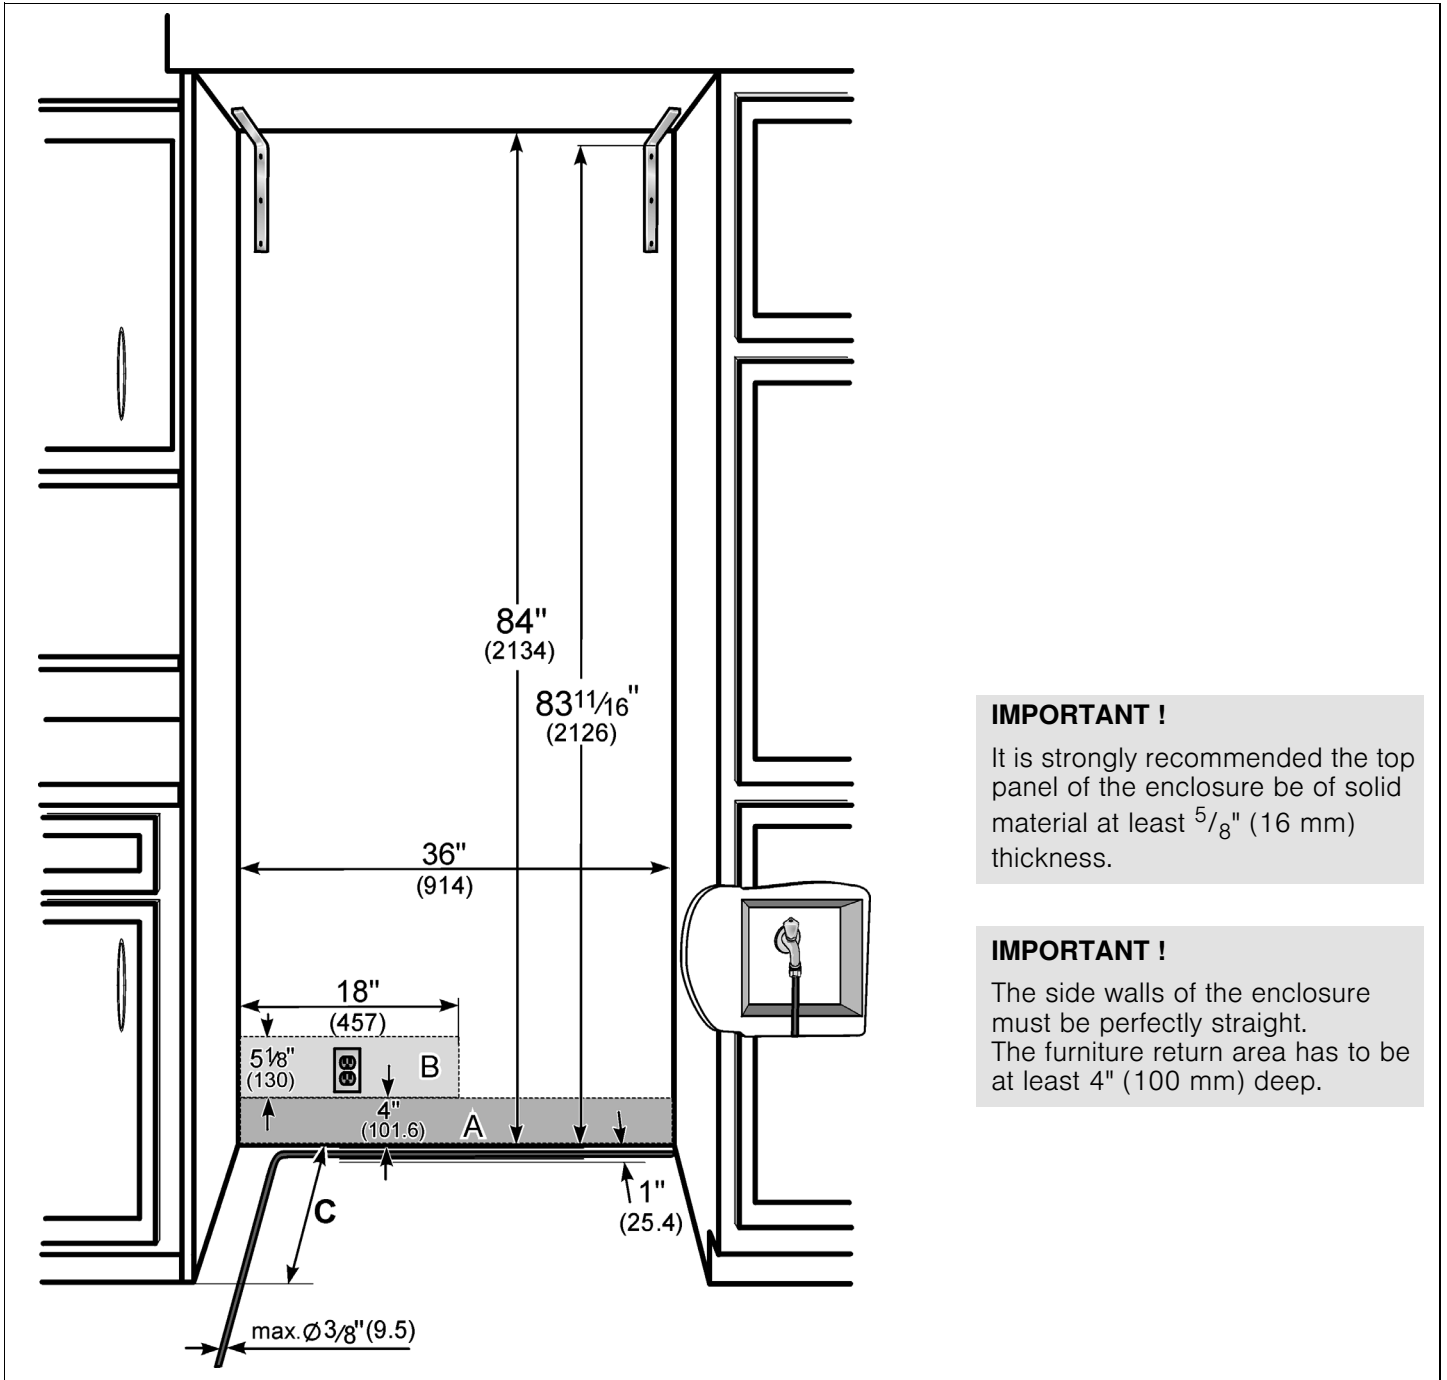 84"
(2134)
83 11/16"
(2126)
36"
(914)
18"
(457)
5 1/8"
(130)
B
4"
(101.6)
A
C
1"
(25.4)
max. Ø 3/8" (9.5)
IMPORTANT !
It is strongly recommended the top
panel of the enclosure be of solid
material at least 5/8" (16 mm)
thickness.
IMPORTANT !
The side walls of the enclosure
must be perfectly straight.
The furniture return area has to be
at least 4" (100 mm) deep.